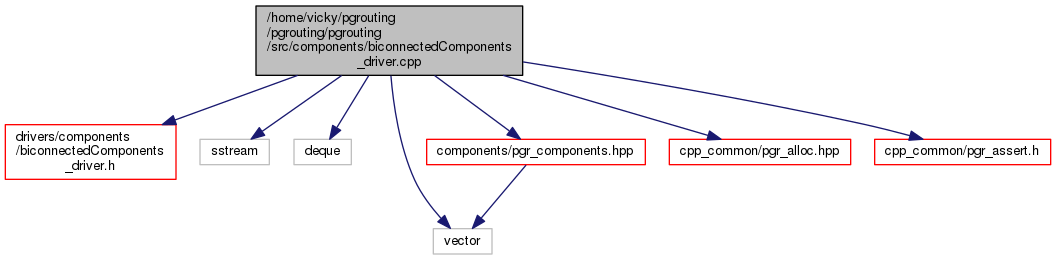 /home/vicky/pgrouting
/pgrouting/pgrouting
/src/components/biconnectedComponents
_driver.cpp
drivers/components
/biconnectedComponents
_driver.h
sstream
deque
components/pgr_components.hpp
cpp_common/pgr_alloc.hpp
cpp_common/pgr_assert.h
vector